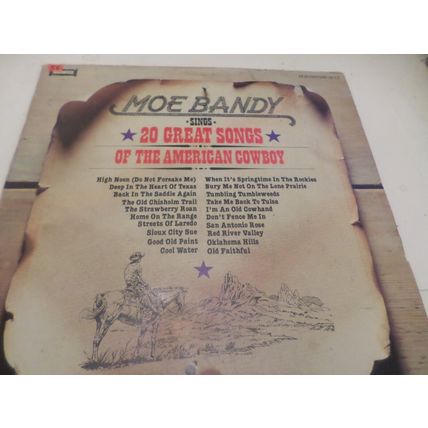 MOE BANDY
·SINGS·
20 GREAT SONGS
OF THE AMERICAN COWBOY
High Noon (Do Not Forsake Me)
Deep In The Heart Of Texas
Back In The Saddle Again
The Old Chisholm Trail
The Strawberry Roan
Home On The Range
Streets Of Laredo
Sioux City Sue
Good Old Paint
Cool Water
When It's Springtime In The Rockies
Bury Me Not On The Lone Prairie
Tumbling Tumbleweeds
Take Me Back To Tulsa
I'm An Old Cowhand
Don't Fence Me In
San Antonio Rose
Red River Valley
Oklahoma Hills
Old Faithful